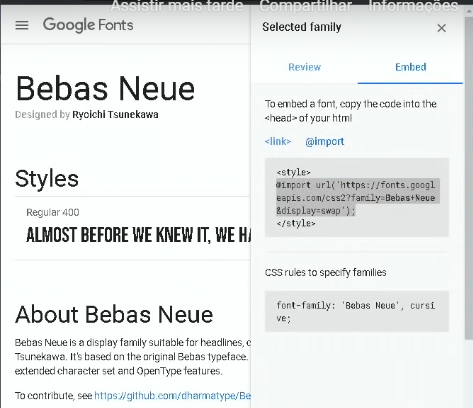 Assistir mais tarde Compartilhar Informações
Google Fonts
Selected family
Bebas Neue
Designed by Ryoichi Tsunekawa
Review Embed
To embed a font, copy the code into the
<head> of your html
<link> @import
<style>
@import url('https://fonts.googl
eapis.com/css2?family=Bebas+Neue
&display=swap');
</style>
CSS rules to specify families
font-family: 'Bebas Neue', cursi
ve;
Styles
Regular 400
ALMOST BEFORE WE KNEW IT, WE HA
About Bebas Neue
Bebas Neue is a display family suitable for headlines, c
Tsunekawa. It's based on the original Bebas typeface.
extended character set and OpenType features.
To contribute, see https://github.com/dharmatype/Be